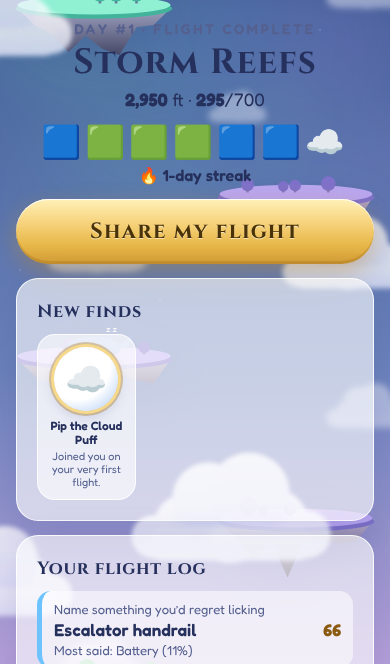 DAY #1 · FLIGHT COMPLETE
Storm Reefs
2,950 ft · 295/700
1-day streak
Share my flight
New finds
z z
Pip the Cloud
Puff
Joined you on
your very first
flight.
Your flight log
Name something you'd regret licking
Escalator handrail 66
Most said: Battery (11%)